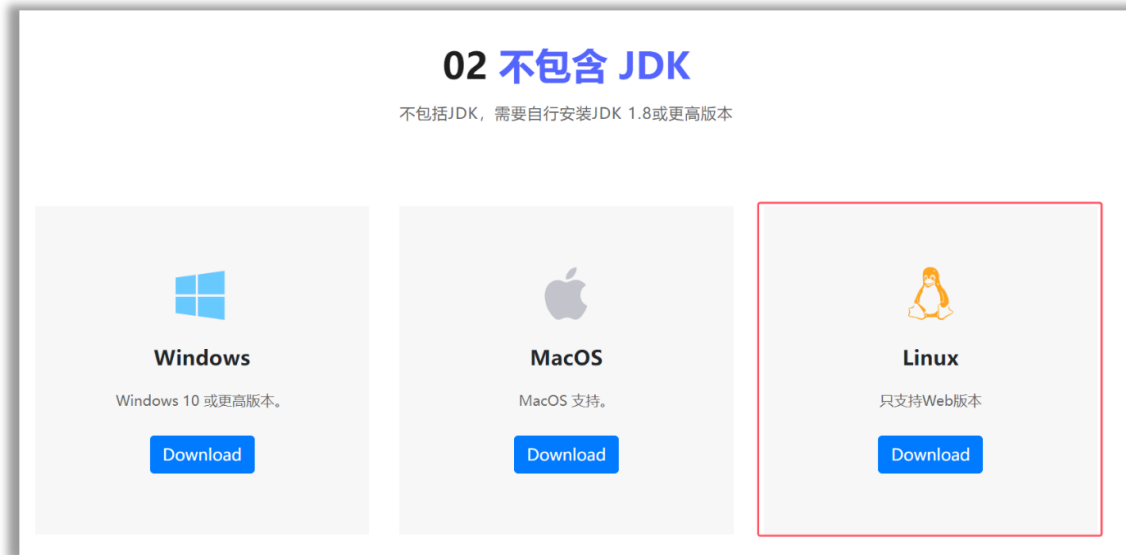 02 不包含 JDK
不包括JDK，需要自行安装JDK 1.8或更高版本
Windows
Windows 10 或更高版本。
Download
MacOS
MacOS 支持。
Download
Linux
只支持Web版本
Download